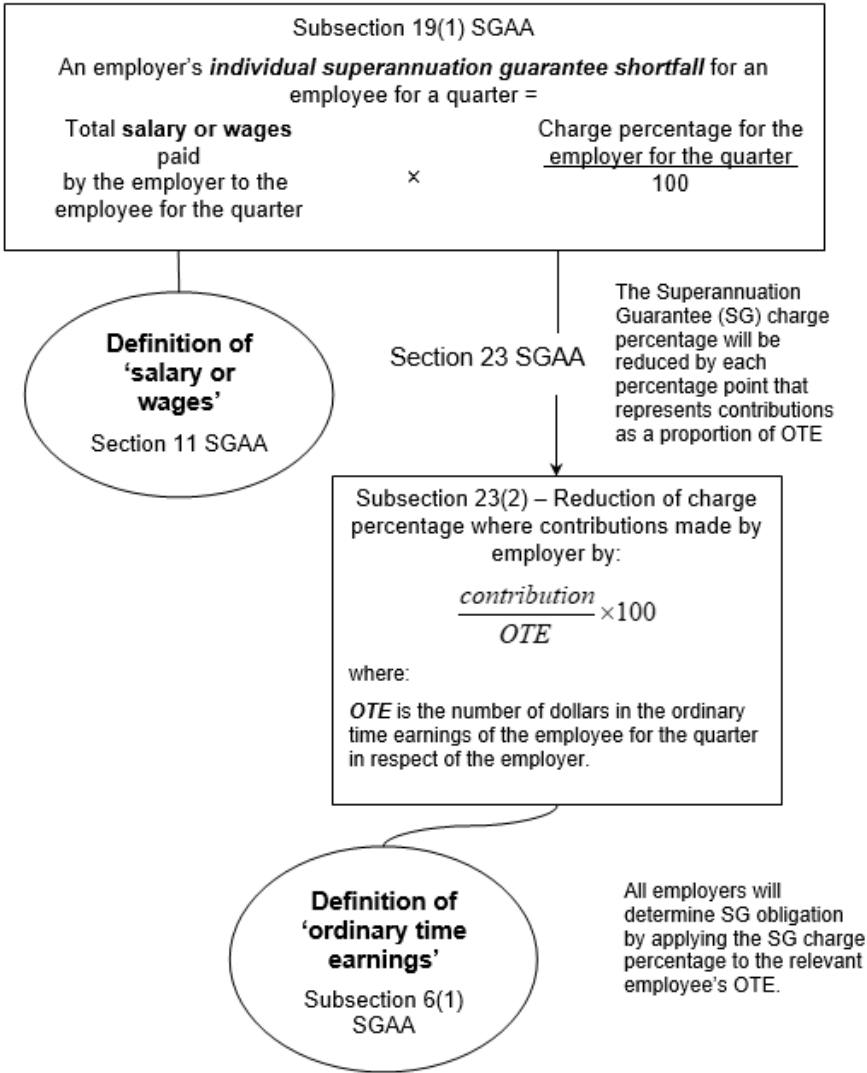 Subsection 19(1) SGAA
An employer's individual superannuation guarantee shortfall for an
employee for a quarter =
Total salary or wages
paid
by the employer to the
employee for the quarter
×
Charge percentage for the
employer for the quarter
100
Definition of
'salary or
wages'
Section 11 SGAA
Section 23 SGAA
The Superannuation
Guarantee (SG) charge
percentage will be
reduced by each
percentage point that
represents contributions
as a proportion of OTE
Subsection 23(2) – Reduction of charge
percentage where contributions made by
employer by:
contribution
OTE
×100
where:
OTE is the number of dollars in the ordinary
time earnings of the employee for the quarter
in respect of the employer.
Definition of
'ordinary time
earnings'
Subsection 6(1)
SGAA
All employers will
determine SG obligation
by applying the SG charge
percentage to the relevant
employee's OTE.